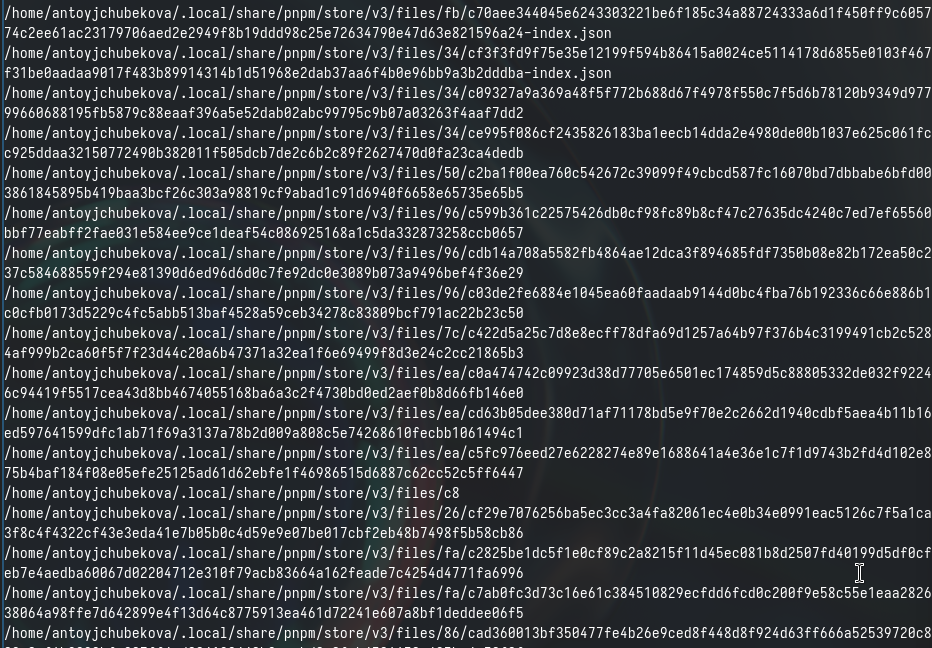 /home/antoyjchubekova/.local/share/pnpm/store/v3/files/fb/c70aee344045e6243303221be6f185c34a88724333a6d1f450ff9c6057
74c2ee61ac23179706aed2e2949f8b19ddd98c25e72634790e47d63e821596a24-index.json
/home/antoyjchubekova/.local/share/pnpm/store/v3/files/34/cf3f3fd9f75e35e12199f594b86415a0024ce5114178d6855e0103f467
f31be0aadaa9017f483b89914314b1d51968e2dab37aa6f4b0e96bb9a3b2dddba-index.json
/home/antoyjchubekova/.local/share/pnpm/store/v3/files/34/c09327a9a369a48f5f772b688d67f4978f550c7f5d6b78120b9349d977
99660688195fb5879c88eaaf396a5e52dab02abc99795c9b07a03263f4aaf7dd2
/home/antoyjchubekova/.local/share/pnpm/store/v3/files/34/ce995f086cf2435826183ba1eecb14dda2e4980de00b1037e625c061fc
c925ddaa32150772490b382011f505dcb7de2c6b2c89f2627470d0fa23ca4dedb
/home/antoyjchubekova/.local/share/pnpm/store/v3/files/50/c2ba1f00ea760c542672c39099f49cbcd587fc16070bd7dbbabe6bfd00
3861845895b419baa3bcf26c303a98819cf9abad1c91d6940f6658e65735e65b5
/home/antoyjchubekova/.local/share/pnpm/store/v3/files/96/c599b361c22575426db0cf98fc89b8cf47c27635dc4240c7ed7ef65560
bbf77eabff2fae031e584ee9ce1deaf54c086925168a1c5da332873258ccb0657
/home/antoyjchubekova/.local/share/pnpm/store/v3/files/96/cdb14a708a5582fb4864ae12dca3f894685fdf7350b08e82b172ea50c2
37c584688559f294e81390d6ed96d6d0c7fe92dc0e3089b073a9496bef4f36e29
/home/antoyjchubekova/.local/share/pnpm/store/v3/files/96/c03de2fe6884e1045ea60faadaab9144d0bc4fba76b192336c66e886b1
c0cfb0173d5229c4fc5abb513baf4528a59ceb34278c83809bcf791ac22b23c50
/home/antoyjchubekova/.local/share/pnpm/store/v3/files/7c/c422d5a25c7d8e8ecff78dfa69d1257a64b97f376b4c3199491cb2c528
4af999b2ca60f5f7f23d44c20a6b47371a32ea1f6e69499f8d3e24c2cc21865b3
/home/antoyjchubekova/.local/share/pnpm/store/v3/files/ea/c0a474742c09923d38d77705e6501ec174859d5c88805332de032f9224
6c94419f5517cea43d8bb4674055168ba6a3c2f4730bd0ed2aef0b8d66fb146e0
/home/antoyjchubekova/.local/share/pnpm/store/v3/files/ea/cd63b05dee380d71af71178bd5e9f70e2c2662d1940cdbf5aea4b11b16
ed597641599dfc1ab71f69a3137a78b2d009a808c5e74268610fecbb1061494c1
/home/antoyjchubekova/.local/share/pnpm/store/v3/files/ea/c5fc976eed27e6228274e89e1688641a4e36e1c7f1d9743b2fd4d102e8
75b4baf184f08e05efe25125ad61d62ebfe1f46986515d6887c62cc52c5ff6447
/home/antoyjchubekova/.local/share/pnpm/store/v3/files/c8
/home/antoyjchubekova/.local/share/pnpm/store/v3/files/26/cf29e7076256ba5ec3cc3a4fa82061ec4e0b34e0991eac5126c7f5a1ca
3f8c4f4322cf43e3eda41e7b05b0c4d59e9e07be017cbf2eb48b7498f5b58cb86
/home/antoyjchubekova/.local/share/pnpm/store/v3/files/fa/c2825be1dc5f1e0cf89c2a8215f11d45ec081b8d2507fd40199d5df0cf
eb7e4aedba60067d02204712e310f79acb83664a162feade7c4254d4771fa6996
/home/antoyjchubekova/.local/share/pnpm/store/v3/files/fa/c7ab0fc3d73c16e61c384510829ecfdd6fcd0c200f9e58c55e1eaa2826
38064a98ffe7d642899e4f13d64c8775913ea461d72241e607a8bf1deddee06f5
/home/antoyjchubekova/.local/share/pnpm/store/v3/files/86/cad360013bf350477fe4b26e9ced8f448d8f924d63ff666a52539720c8